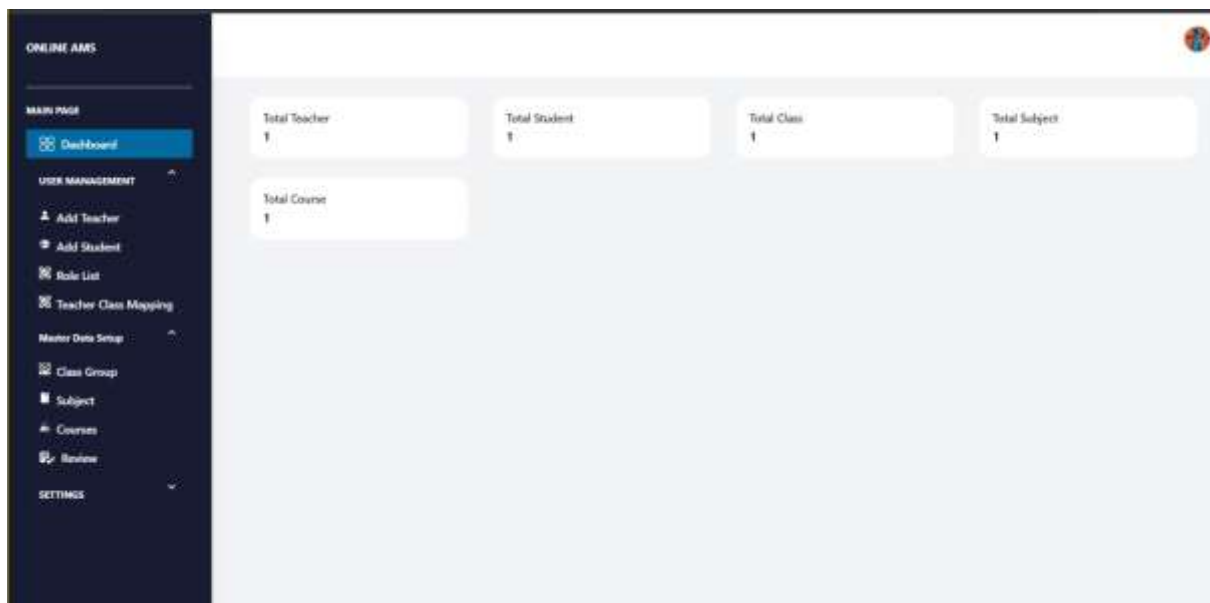 ONLINE AMS
MAIN PAGE
Dashboard
USER MANAGEMENT
Add Teacher
Add Student
Role List
Teacher Class Mapping
Master Data Setup
Class Group
Subject
Courses
Review
SETTINGS
Total Teacher
1
Total Student
1
Total Class
1
Total Subject
1
Total Course
1